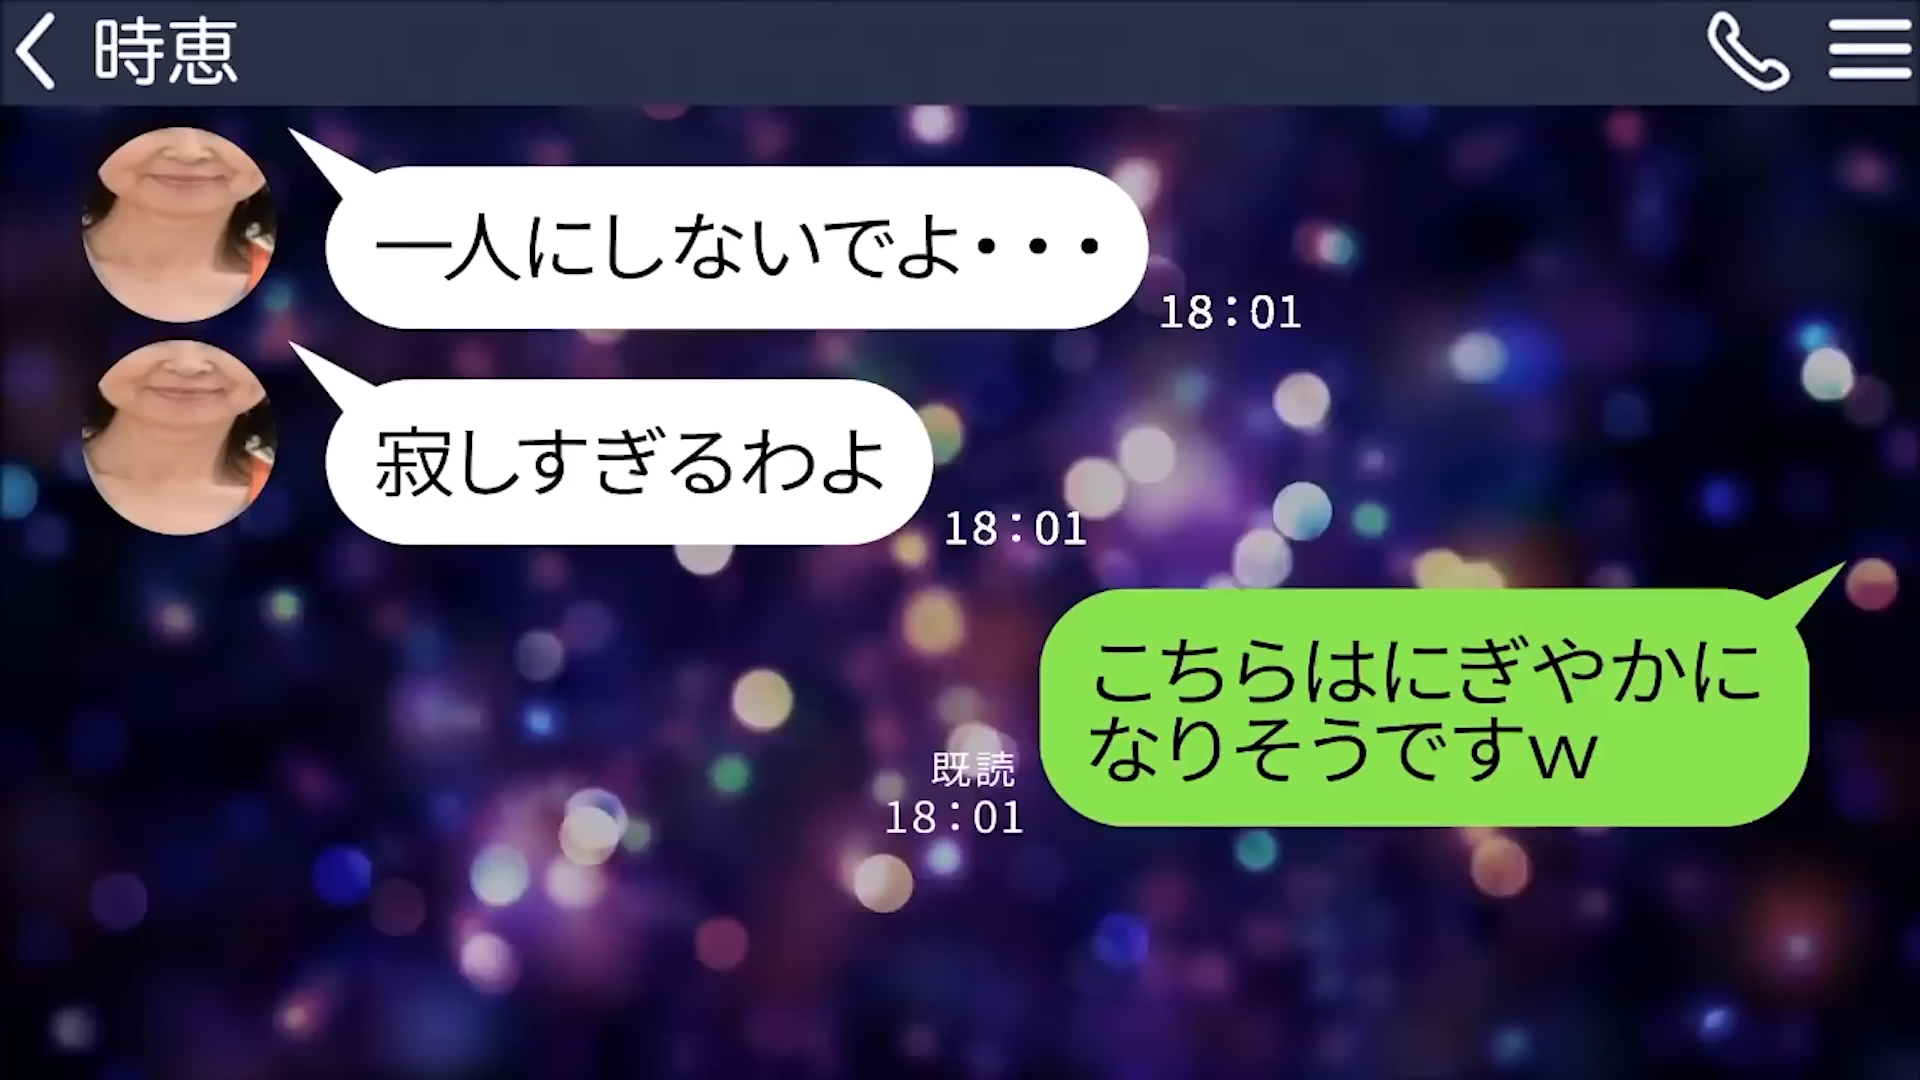 時恵
一人にしないでよ・・・
18:01
寂しすぎるわよ
18:01
こちらはにぎやかに
なりそうですｗ
既読
18:01